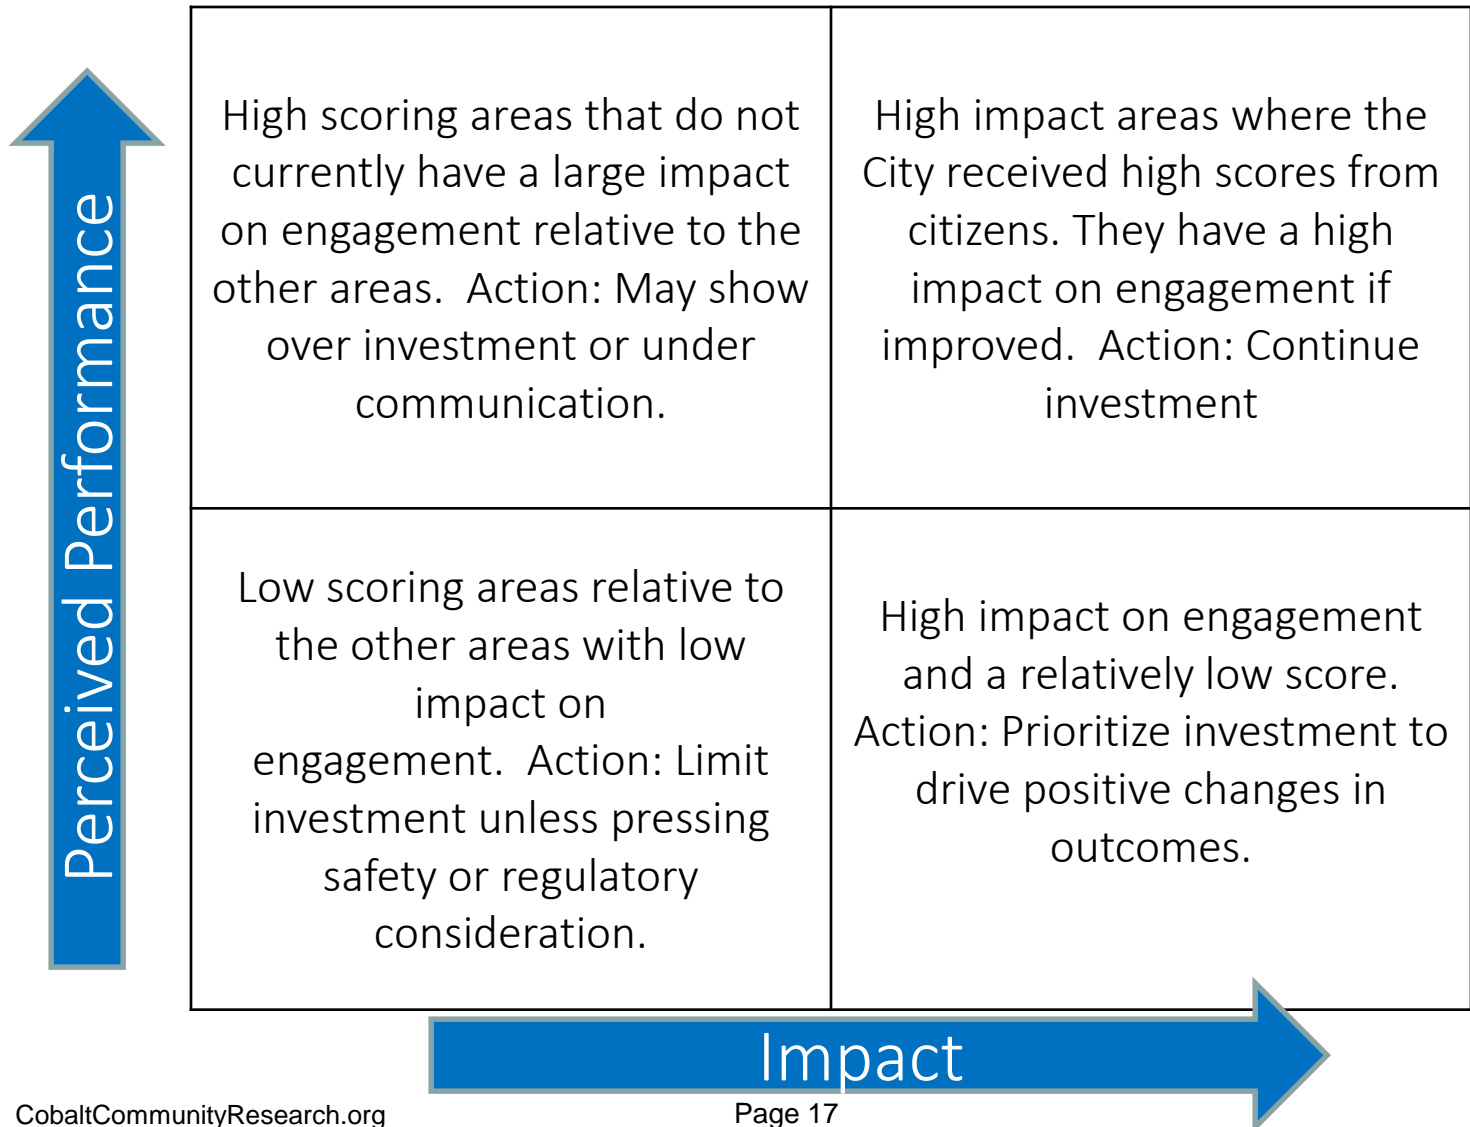 Perceived Performance
High scoring areas that do not
currently have a large impact
on engagement relative to the
other areas.  Action: May show
over investment or under
communication.
High impact areas where the
City received high scores from
citizens. They have a high
impact on engagement if
improved.  Action: Continue
investment
Low scoring areas relative to
the other areas with low
impact on
engagement.  Action: Limit
investment unless pressing
safety or regulatory
consideration.
High impact on engagement
and a relatively low score.
Action: Prioritize investment to
drive positive changes in
outcomes.
Impact
CobaltCommunityResearch.org
Page 17